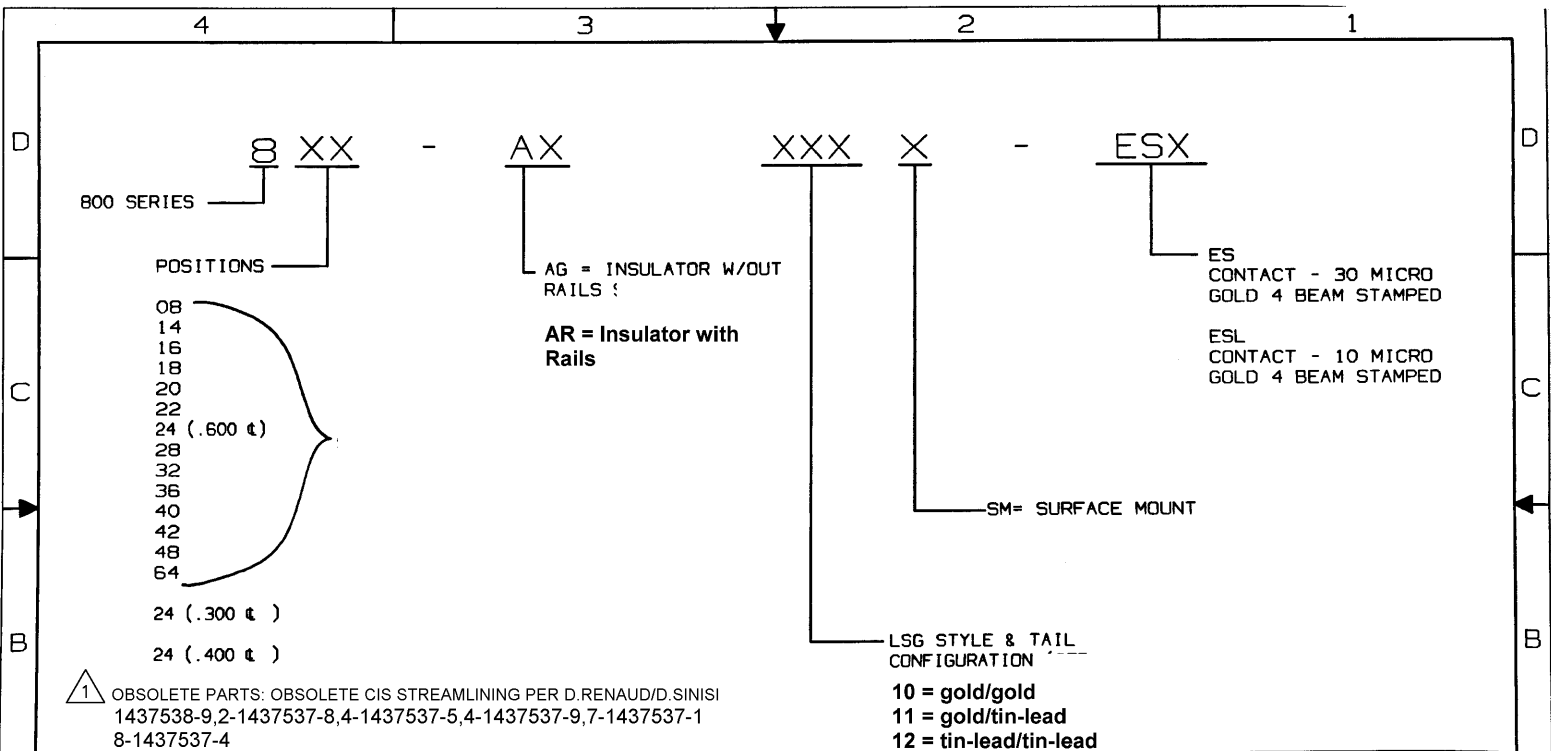 4 3 2 1
D D
8 XX - AX XXX X - ESX
800 SERIES
POSITIONS
AG = INSULATOR W/OUT
RAILS
AR = Insulator with
Rails
ES
CONTACT - 30 MICRO
GOLD 4 BEAM STAMPED
ESL
CONTACT - 10 MICRO
GOLD 4 BEAM STAMPED
08
14
16
18
20
22
24 (.600 ℄)
28
32
36
40
42
48
64
C C
SM= SURFACE MOUNT
24 (.300 ℄ )
24 (.400 ℄ )
B B
LSG STYLE & TAIL
CONFIGURATION
10 = gold/gold
11 = gold/tin-lead
12 = tin-lead/tin-lead
1 OBSOLETE PARTS: OBSOLETE CIS STREAMLINING PER D.RENAUD/D.SINISI
1437538-9,2-1437537-8,4-1437537-5,4-1437537-9,7-1437537-1
8-1437537-4